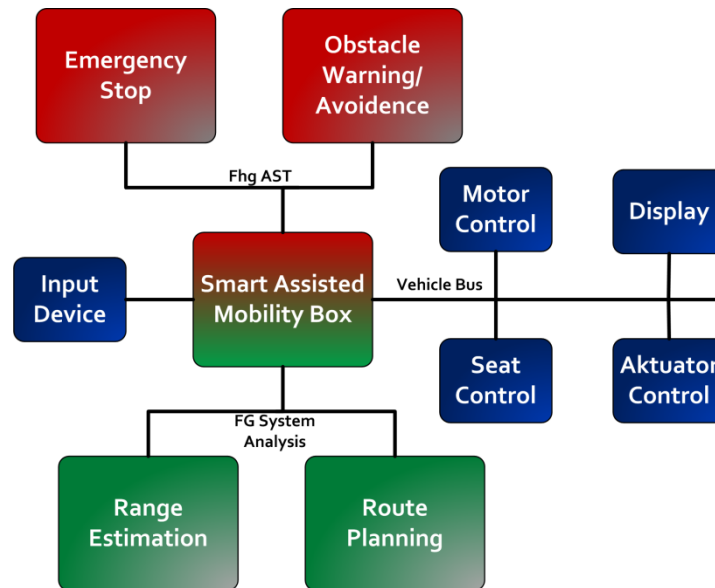 Emergency
Stop
Obstacle
Warning/
Avoidence
Fhg AST
Motor
Control
Display
Input
Device
Smart Assisted
Mobility Box
Vehicle Bus
Seat
Control
Aktuator
Control
FG System
Analysis
Range
Estimation
Route
Planning